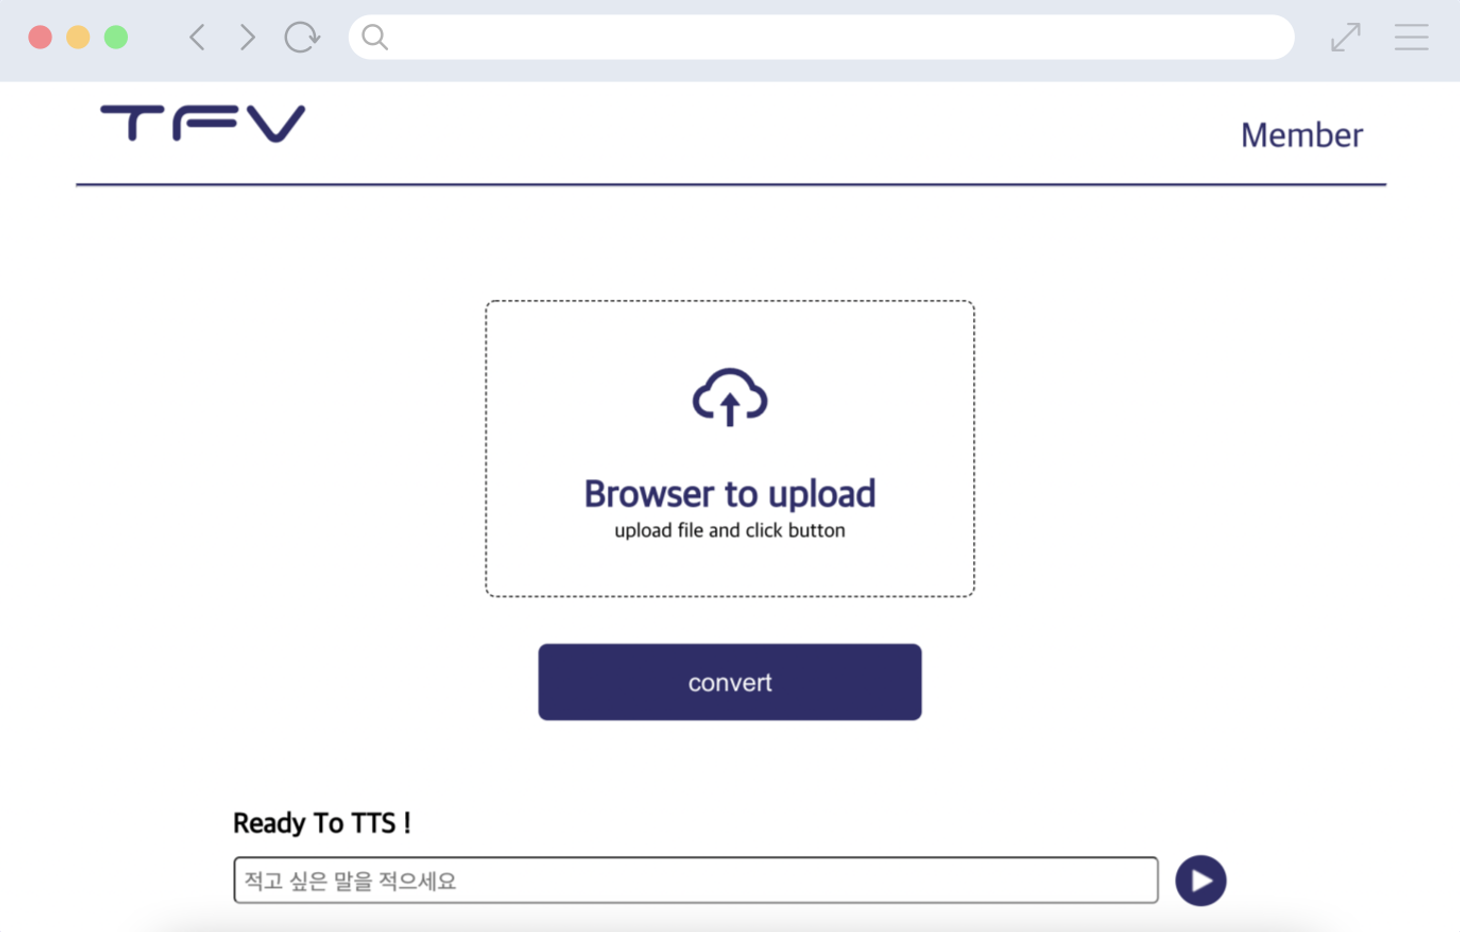 TFV
Member
Browser to upload
upload file and click button
convert
Ready To TTS !
적고 싶은 말을 적으세요